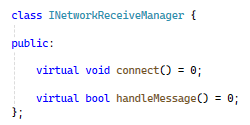 class INetworkReceiveManager {
public:
virtual void connect() = 0;
virtual bool handleMessage() = 0;
};